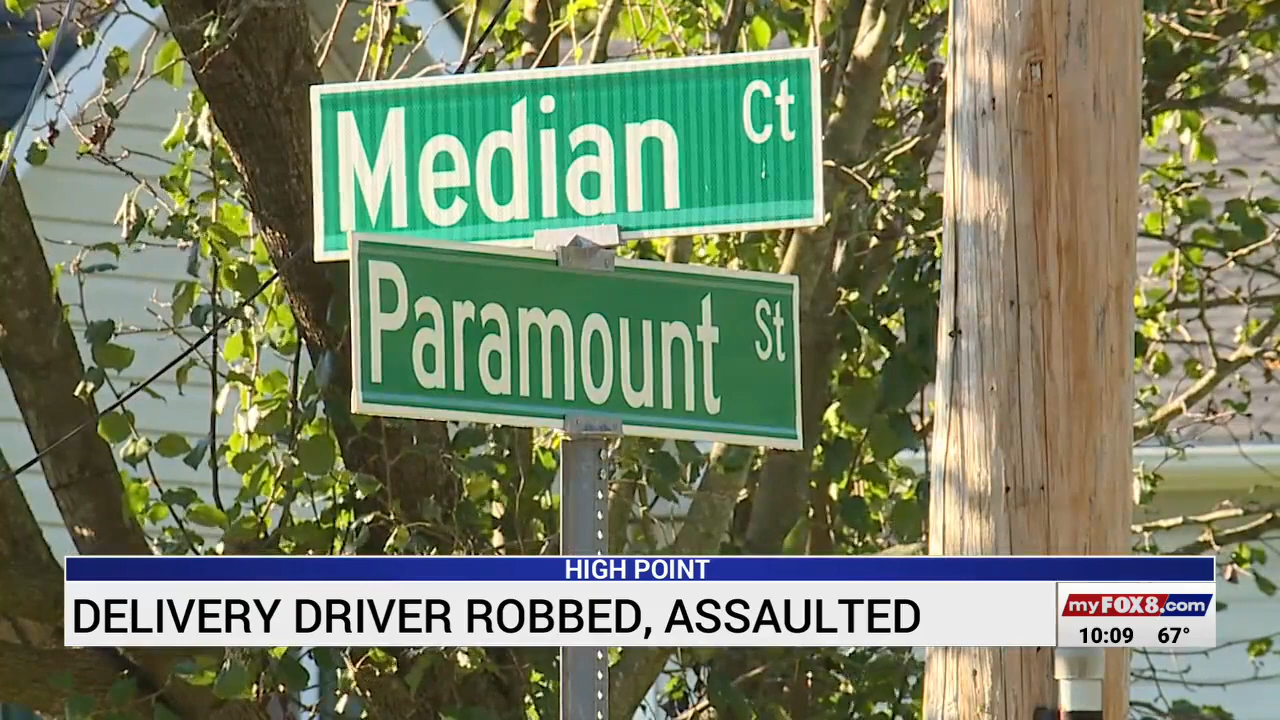 Median Ct
Paramount St
HIGH POINT
DELIVERY DRIVER ROBBED, ASSAULTED
myFOX8.com
10:09 67°